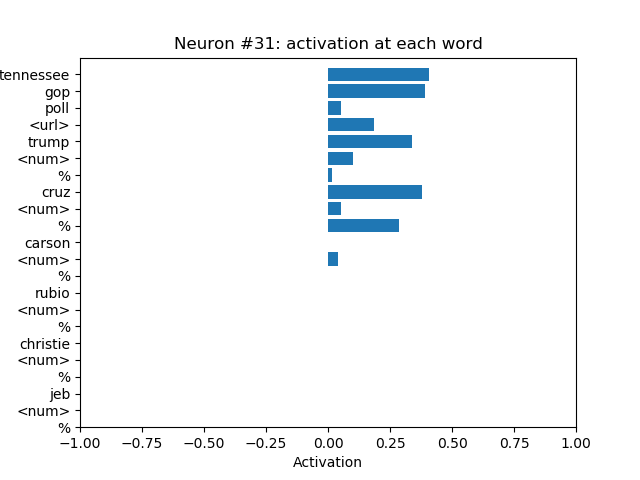 Neuron #31: activation at each word
tennessee
gop
poll
<url>
trump
<num>
%
cruz
<num>
%
carson
<num>
%
rubio
<num>
%
christie
<num>
%
jeb
<num>
%
−1.00 −0.75 −0.50 −0.25 0.00 0.25 0.50 0.75 1.00
Activation